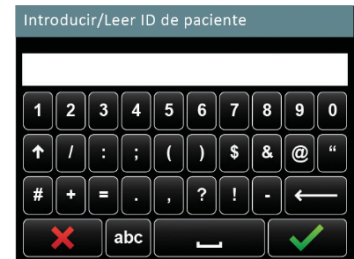 Introducir/Leer ID de paciente
1 2 3 4 5 6 7 8 9 0
↑ / : ; ( ) $ & @ “
# + = . , ? ! - ←
abc